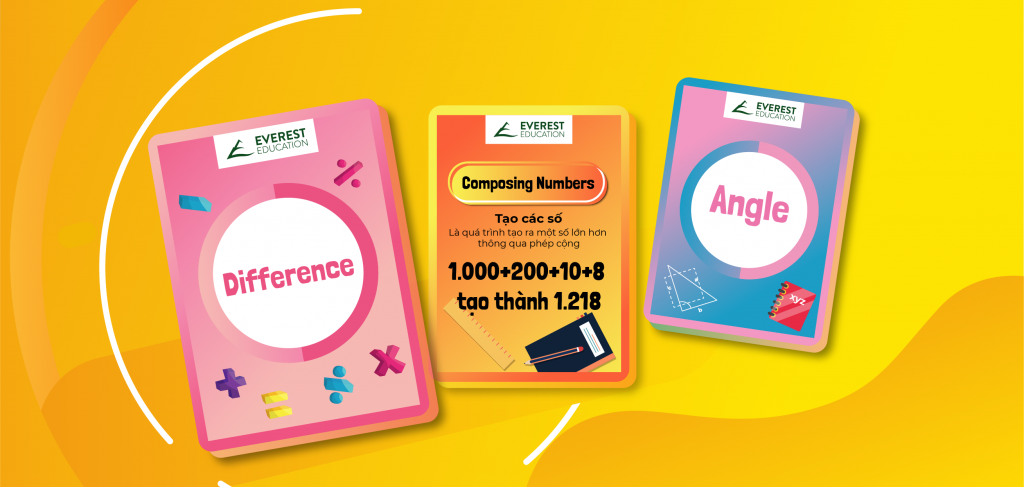 EVEREST
EDUCATION
Difference
EVEREST
EDUCATION
Composing Numbers
Tạo các số
Là quá trình tạo ra một số lớn hơn
thông qua phép cộng
1.000+200+10+8
tạo thành 1.218
EVEREST
EDUCATION
Angle
b
XYZ